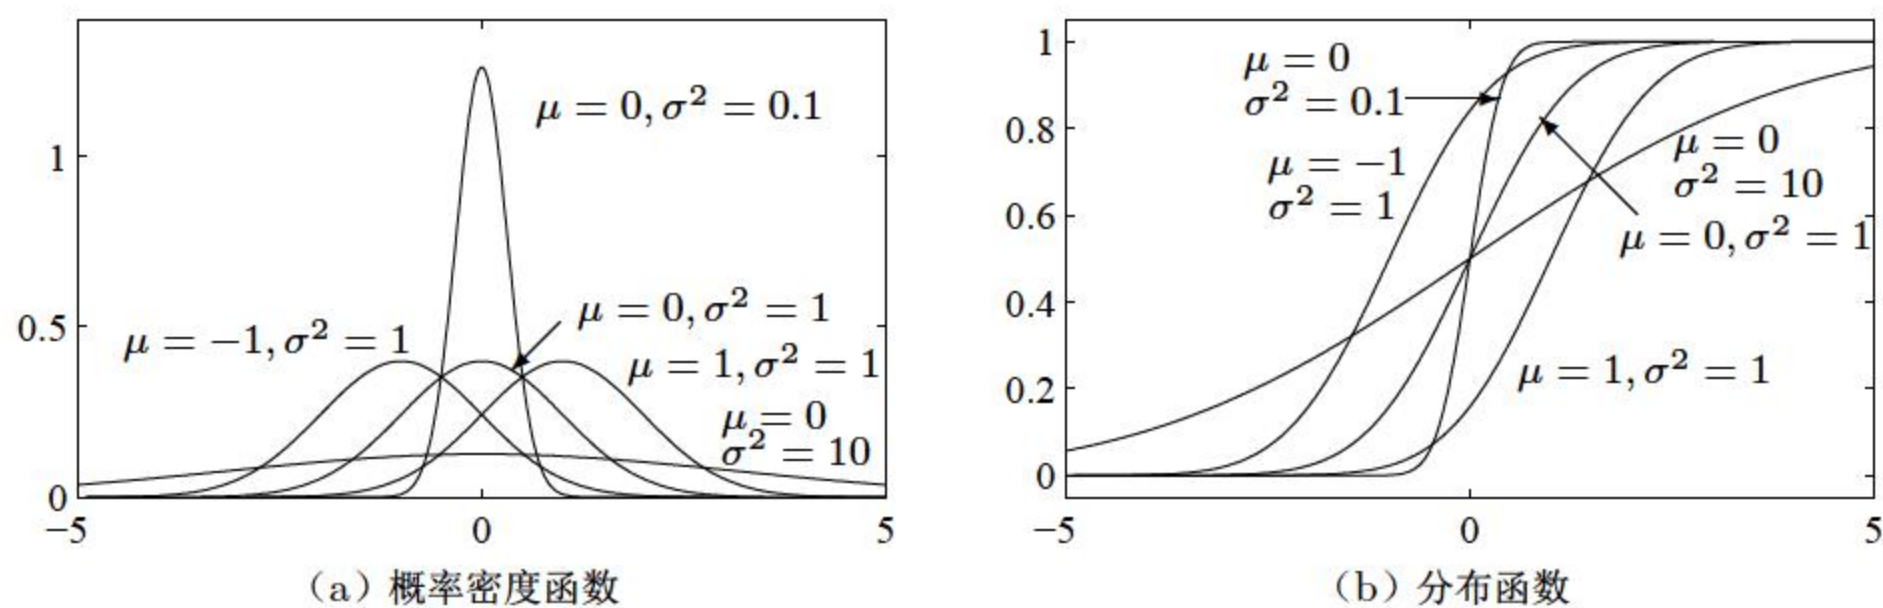 μ = 0, σ² = 0.1
1
0.5
μ = −1, σ² = 1
μ = 0, σ² = 1
μ = 1, σ² = 1
μ = 0
σ² = 10
0
−5 0 5
(a) 概率密度函数
1
μ = 0
σ² = 0.1
0.8
μ = 0
σ² = 10
μ = −1
σ² = 1
0.6
μ = 0, σ² = 1
0.4
μ = 1, σ² = 1
0.2
0
−5 0 5
(b) 分布函数